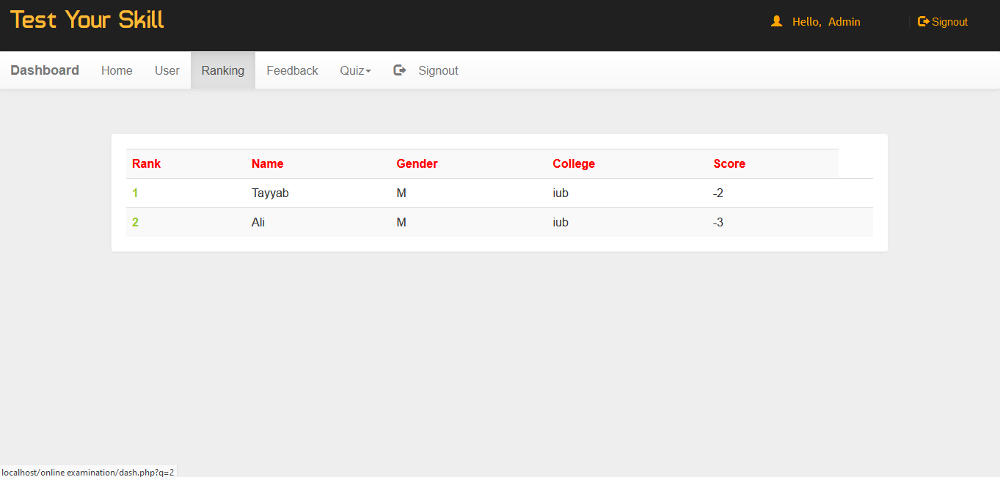 Test Your Skill
Hello, Admin
Signout
Dashboard Home User Ranking Feedback Quiz Signout
Rank Name Gender College Score
1 Tayyab M iub -2
2 Ali M iub -3
localhost/online examination/dash.php?q=2